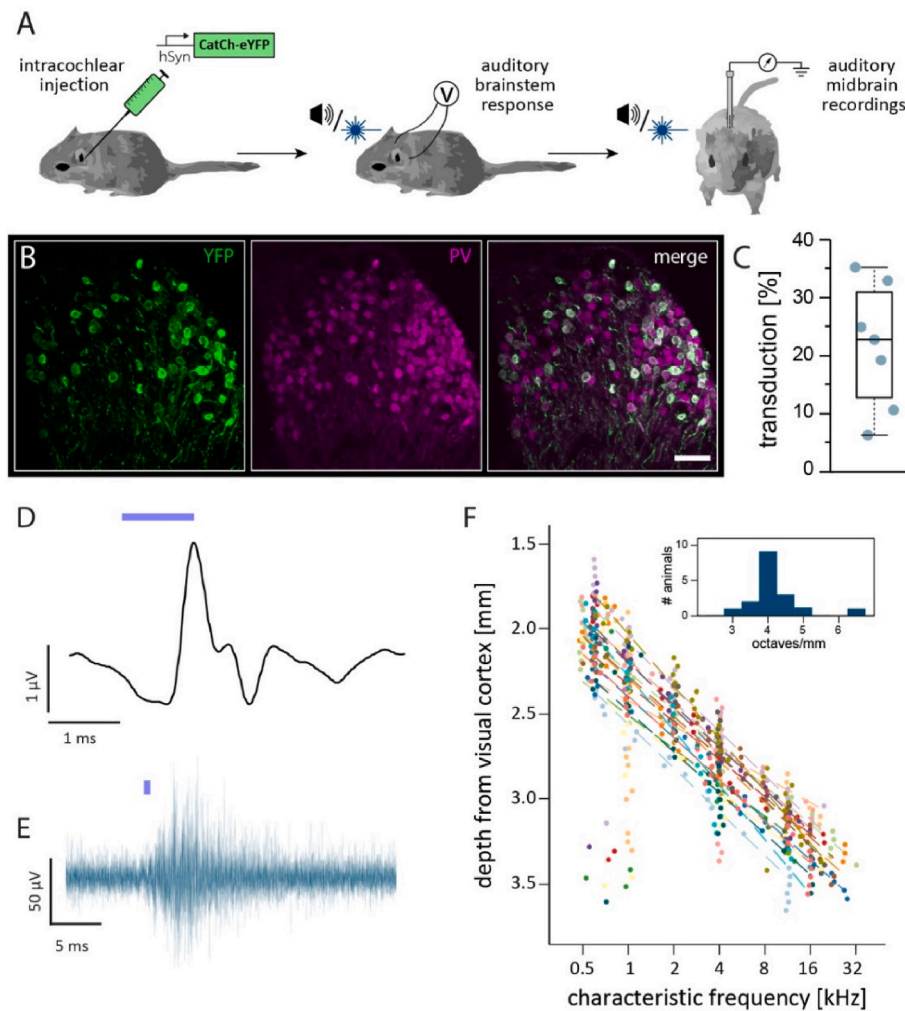 A
CatCh-eYFP
hSyn
intracochlear
injection
auditory
brainstem
response
V
auditory
midbrain
recordings
B
YFP
PV
merge
C
transduction [%]
40
30
20
10
0
D
1 µV
1 ms
E
50 µV
5 ms
F
depth from visual cortex [mm]
1.5
2.0
2.5
3.0
3.5
# animals
10
5
0
3 4 5 6
octaves/mm
0.5 1 2 4 8 16 32
characteristic frequency [kHz]